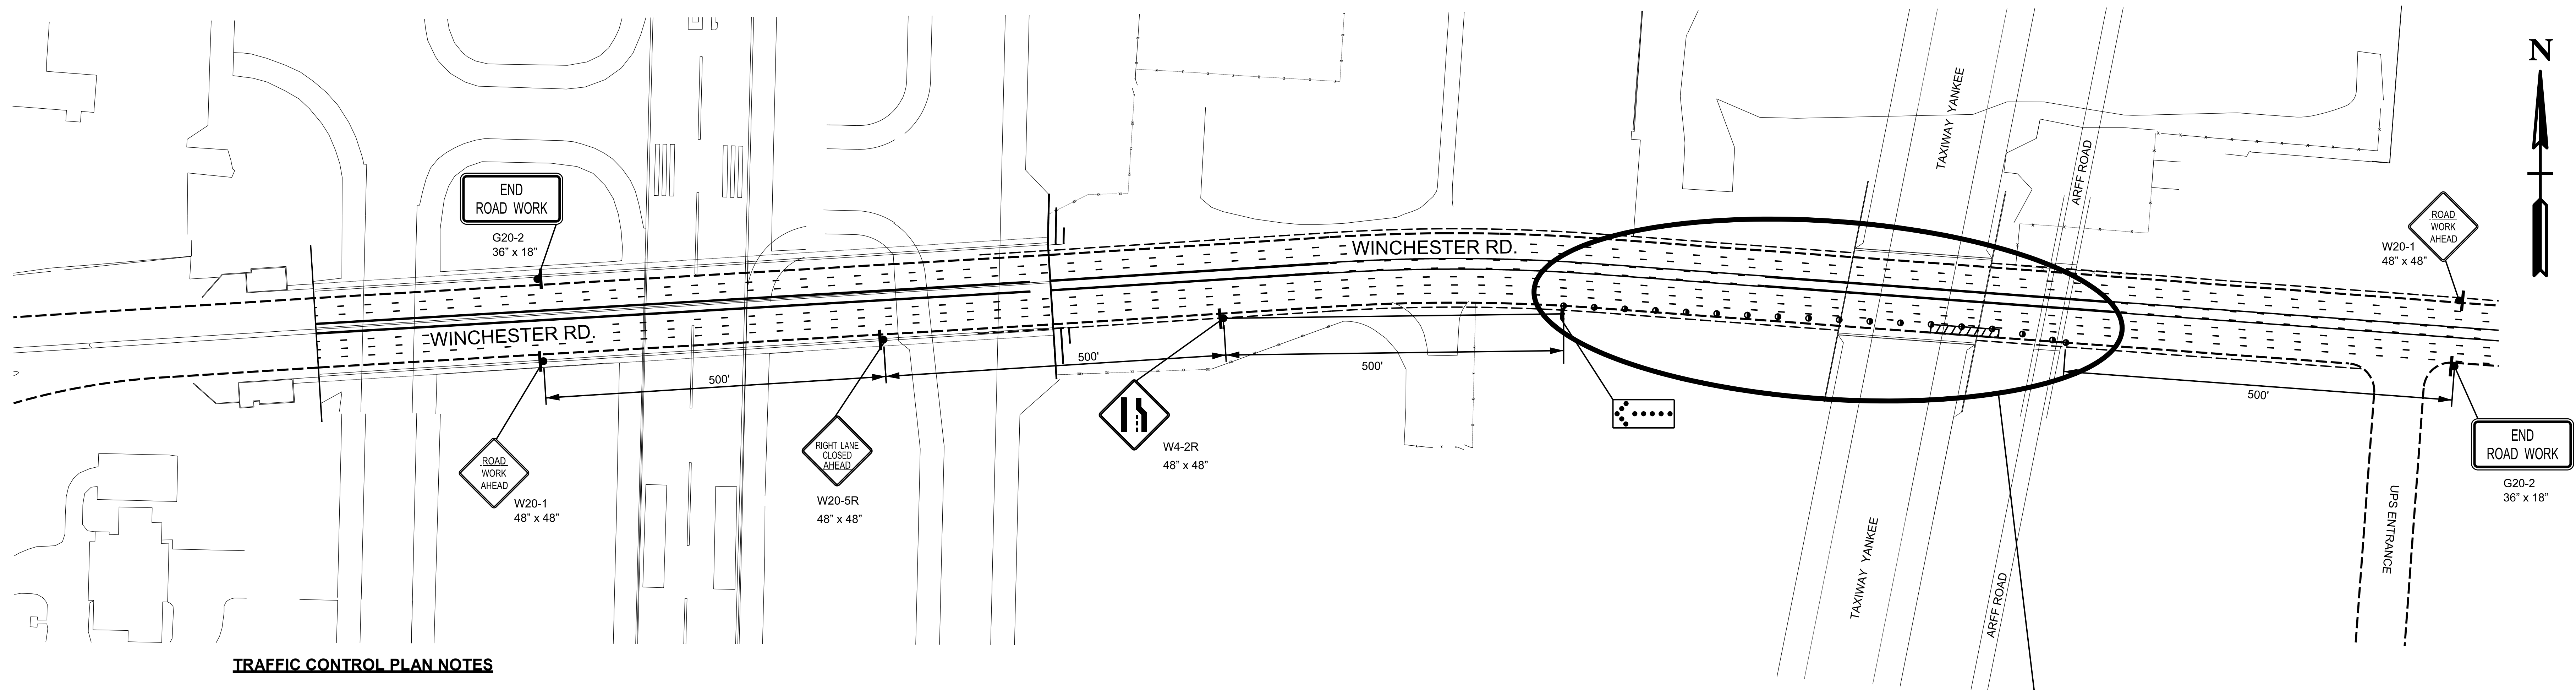 N
TAXIWAY YANKEE
ARFF ROAD
END
ROAD WORK
G20-2
36" x 18"
ROAD
WORK
AHEAD
W20-1
48" x 48"
WINCHESTER RD.
WINCHESTER RD.
500'
500'
500'
500'
ROAD
WORK
AHEAD
W20-1
48" x 48"
RIGHT LANE
CLOSED
AHEAD
W20-5R
48" x 48"
W4-2R
48" x 48"
END
ROAD WORK
G20-2
36" x 18"
UPS ENTRANCE
TAXIWAY YANKEE
ARFF ROAD
TRAFFIC CONTROL PLAN NOTES